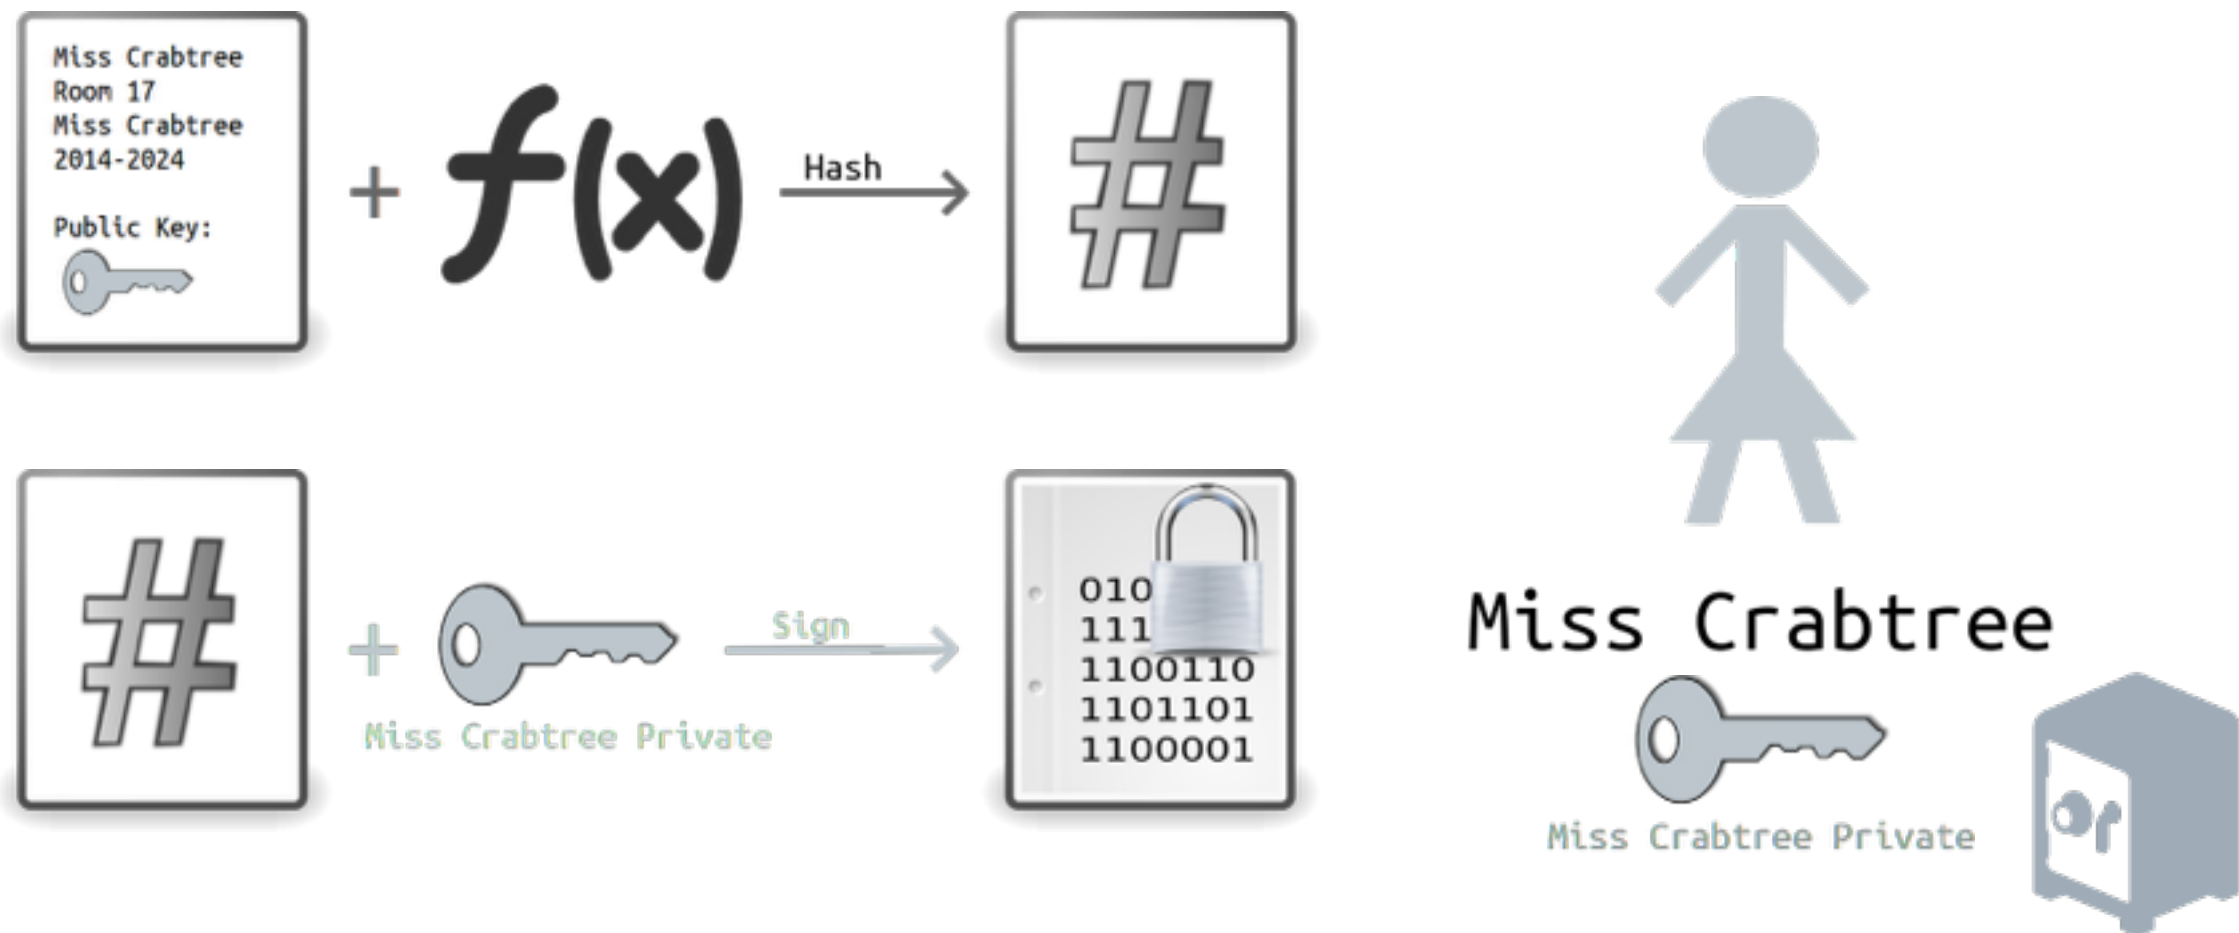 Miss Crabtree
Room 17
Miss Crabtree
2014-2024
Public Key:
+
f(x)
Hash
#
#
+
Miss Crabtree Private
Sign
010
111
1100110
1101101
1100001
Miss Crabtree
Miss Crabtree Private